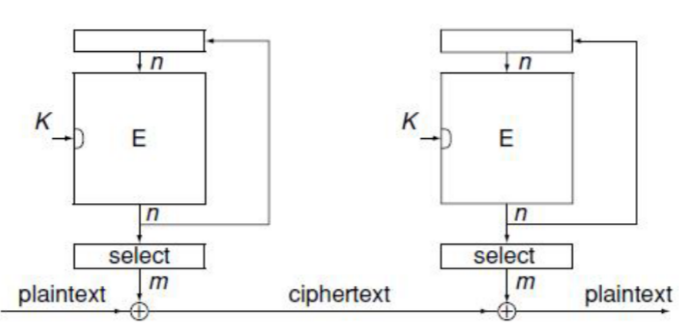 n n
K E K E
n n
select select
m m
plaintext ciphertext plaintext